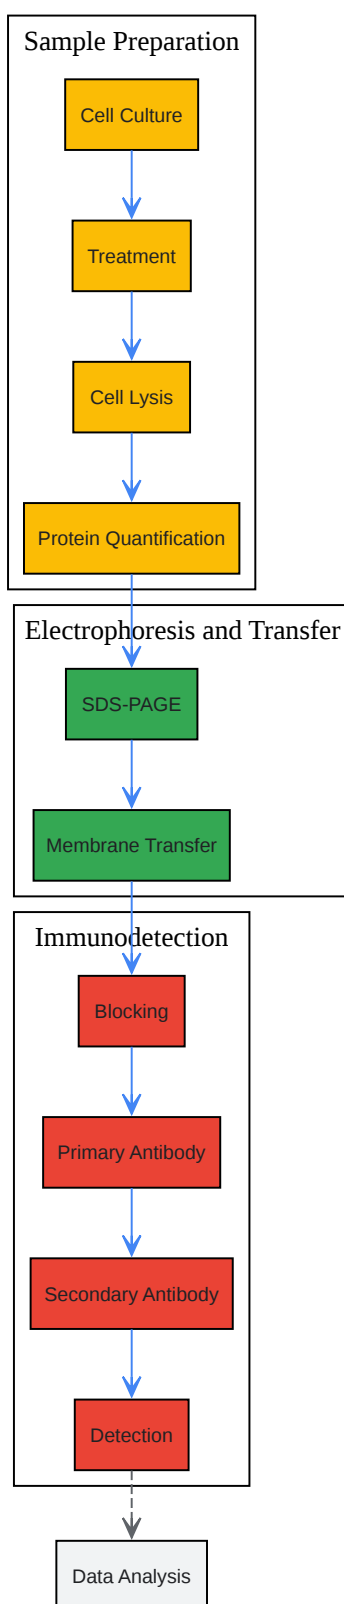 Sample Preparation
Cell Culture
Treatment
Cell Lysis
Protein Quantification
Electrophoresis and Transfer
SDS-PAGE
Membrane Transfer
Immunodetection
Blocking
Primary Antibody
Secondary Antibody
Detection
Data Analysis